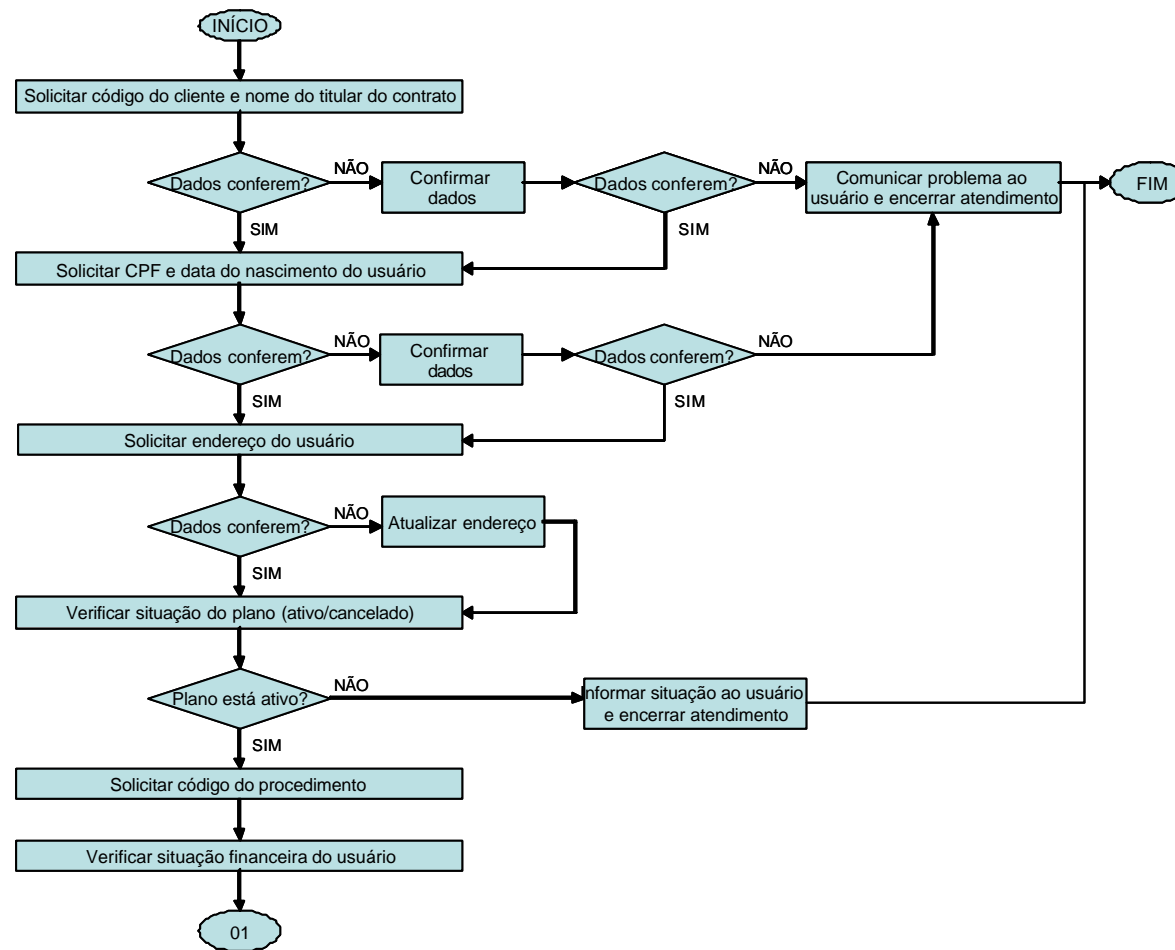 INÍCIO
Solicitar código do cliente e nome do titular do contrato
Dados conferem?
NÃO
Confirmar
dados
Dados conferem?
NÃO
Comunicar problema ao
usuário e encerrar atendimento
FIM
SIM
SIM
Solicitar CPF e data do nascimento do usuário
Dados conferem?
NÃO
Confirmar
dados
Dados conferem?
NÃO
SIM
SIM
Solicitar endereço do usuário
Dados conferem?
NÃO
Atualizar endereço
SIM
Verificar situação do plano (ativo/cancelado)
Plano está ativo?
NÃO
Informar situação ao usuário
e encerrar atendimento
SIM
Solicitar código do procedimento
Verificar situação financeira do usuário
01